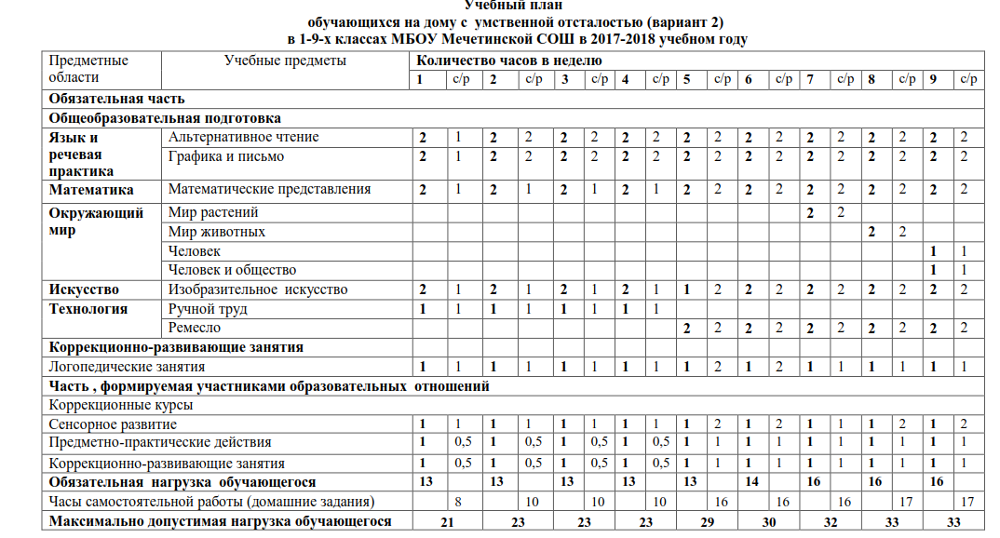 Учебный план
обучающихся на дому с умственной отсталостью (вариант 2)
в 1-9-х классах МБОУ Мечетинской СОШ в 2017-2018 учебном году
Предметные области Учебные предметы Количество часов в неделю
1 с/р 2 с/р 3 с/р 4 с/р 5 с/р 6 с/р 7 с/р 8 с/р 9 с/р
Обязательная часть
Общеобразовательная подготовка
Язык и речевая практика Альтернативное чтение 2 1 2 2 2 2 2 2 2 2 2 2 2 2 2 2 2 2
Графика и письмо 2 1 2 2 2 2 2 2 2 2 2 2 2 2 2 2 2 2
Математика Математические представления 2 1 2 1 2 1 2 1 2 2 2 2 2 2 2 2 2 2
Окружающий мир Мир растений 2 2
Мир животных 2 2
Человек 1 1
Человек и общество 1 1
Искусство Изобразительное искусство 2 1 2 1 2 1 2 1 1 2 2 2 2 2 2 2 2 2
Технология Ручной труд 1 1 1 1 1 1 1 1
Ремесло 2 2 2 2 2 2 2 2 2 2
Коррекционно-развивающие занятия
Логопедические занятия 1 1 1 1 1 1 1 1 1 2 1 2 1 1 1 1 1 1
Часть , формируемая участниками образовательных отношений
Коррекционные курсы
Сенсорное развитие 1 1 1 1 1 1 1 1 1 2 1 2 1 1 1 2 1 2
Предметно-практические действия 1 0,5 1 0,5 1 0,5 1 0,5 1 1 1 1 1 1 1 1 1 1
Коррекционно-развивающие занятия 1 0,5 1 0,5 1 0,5 1 0,5 1 1 1 1 1 1 1 1 1 1
Обязательная нагрузка обучающегося 13 13 13 13 13 14 16 16 16
Часы самостоятельной работы (домашние задания) 8 10 10 10 16 16 16 17 17
Максимально допустимая нагрузка обучающегося 21 23 23 23 29 30 32 33 33